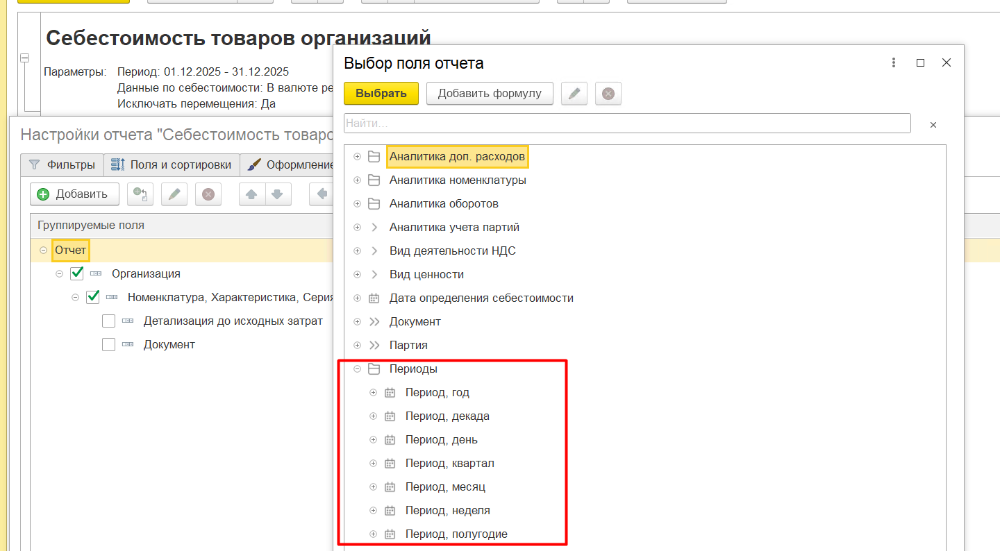 Себестоимость товаров организаций
Параметры: Период: 01.12.2025 - 31.12.2025
Данные по себестоимости: В валюте ре
Исключать перемещения: Да
Настройки отчета "Себестоимость товаро
Фильтры
Поля и сортировки
Оформление
Добавить
Группируемые поля
Отчет
Организация
Номенклатура, Характеристика, Серия
Детализация до исходных затрат
Документ
Выбор поля отчета
Выбрать
Добавить формулу
Найти...
Аналитика доп. расходов
Аналитика номенклатуры
Аналитика оборотов
Аналитика учета партий
Вид деятельности НДС
Вид ценности
Дата определения себестоимости
Документ
Партия
Периоды
Период, год
Период, декада
Период, день
Период, квартал
Период, месяц
Период, неделя
Период, полугодие